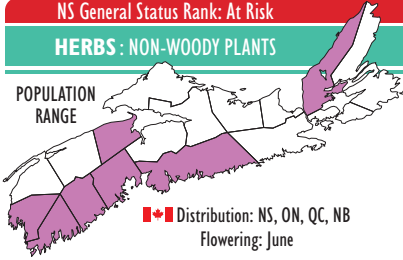 NS General Status Rank: At Risk
HERBS : NON-WOODY PLANTS
POPULATION
RANGE
Distribution: NS, ON, QC, NB
Flowering: June